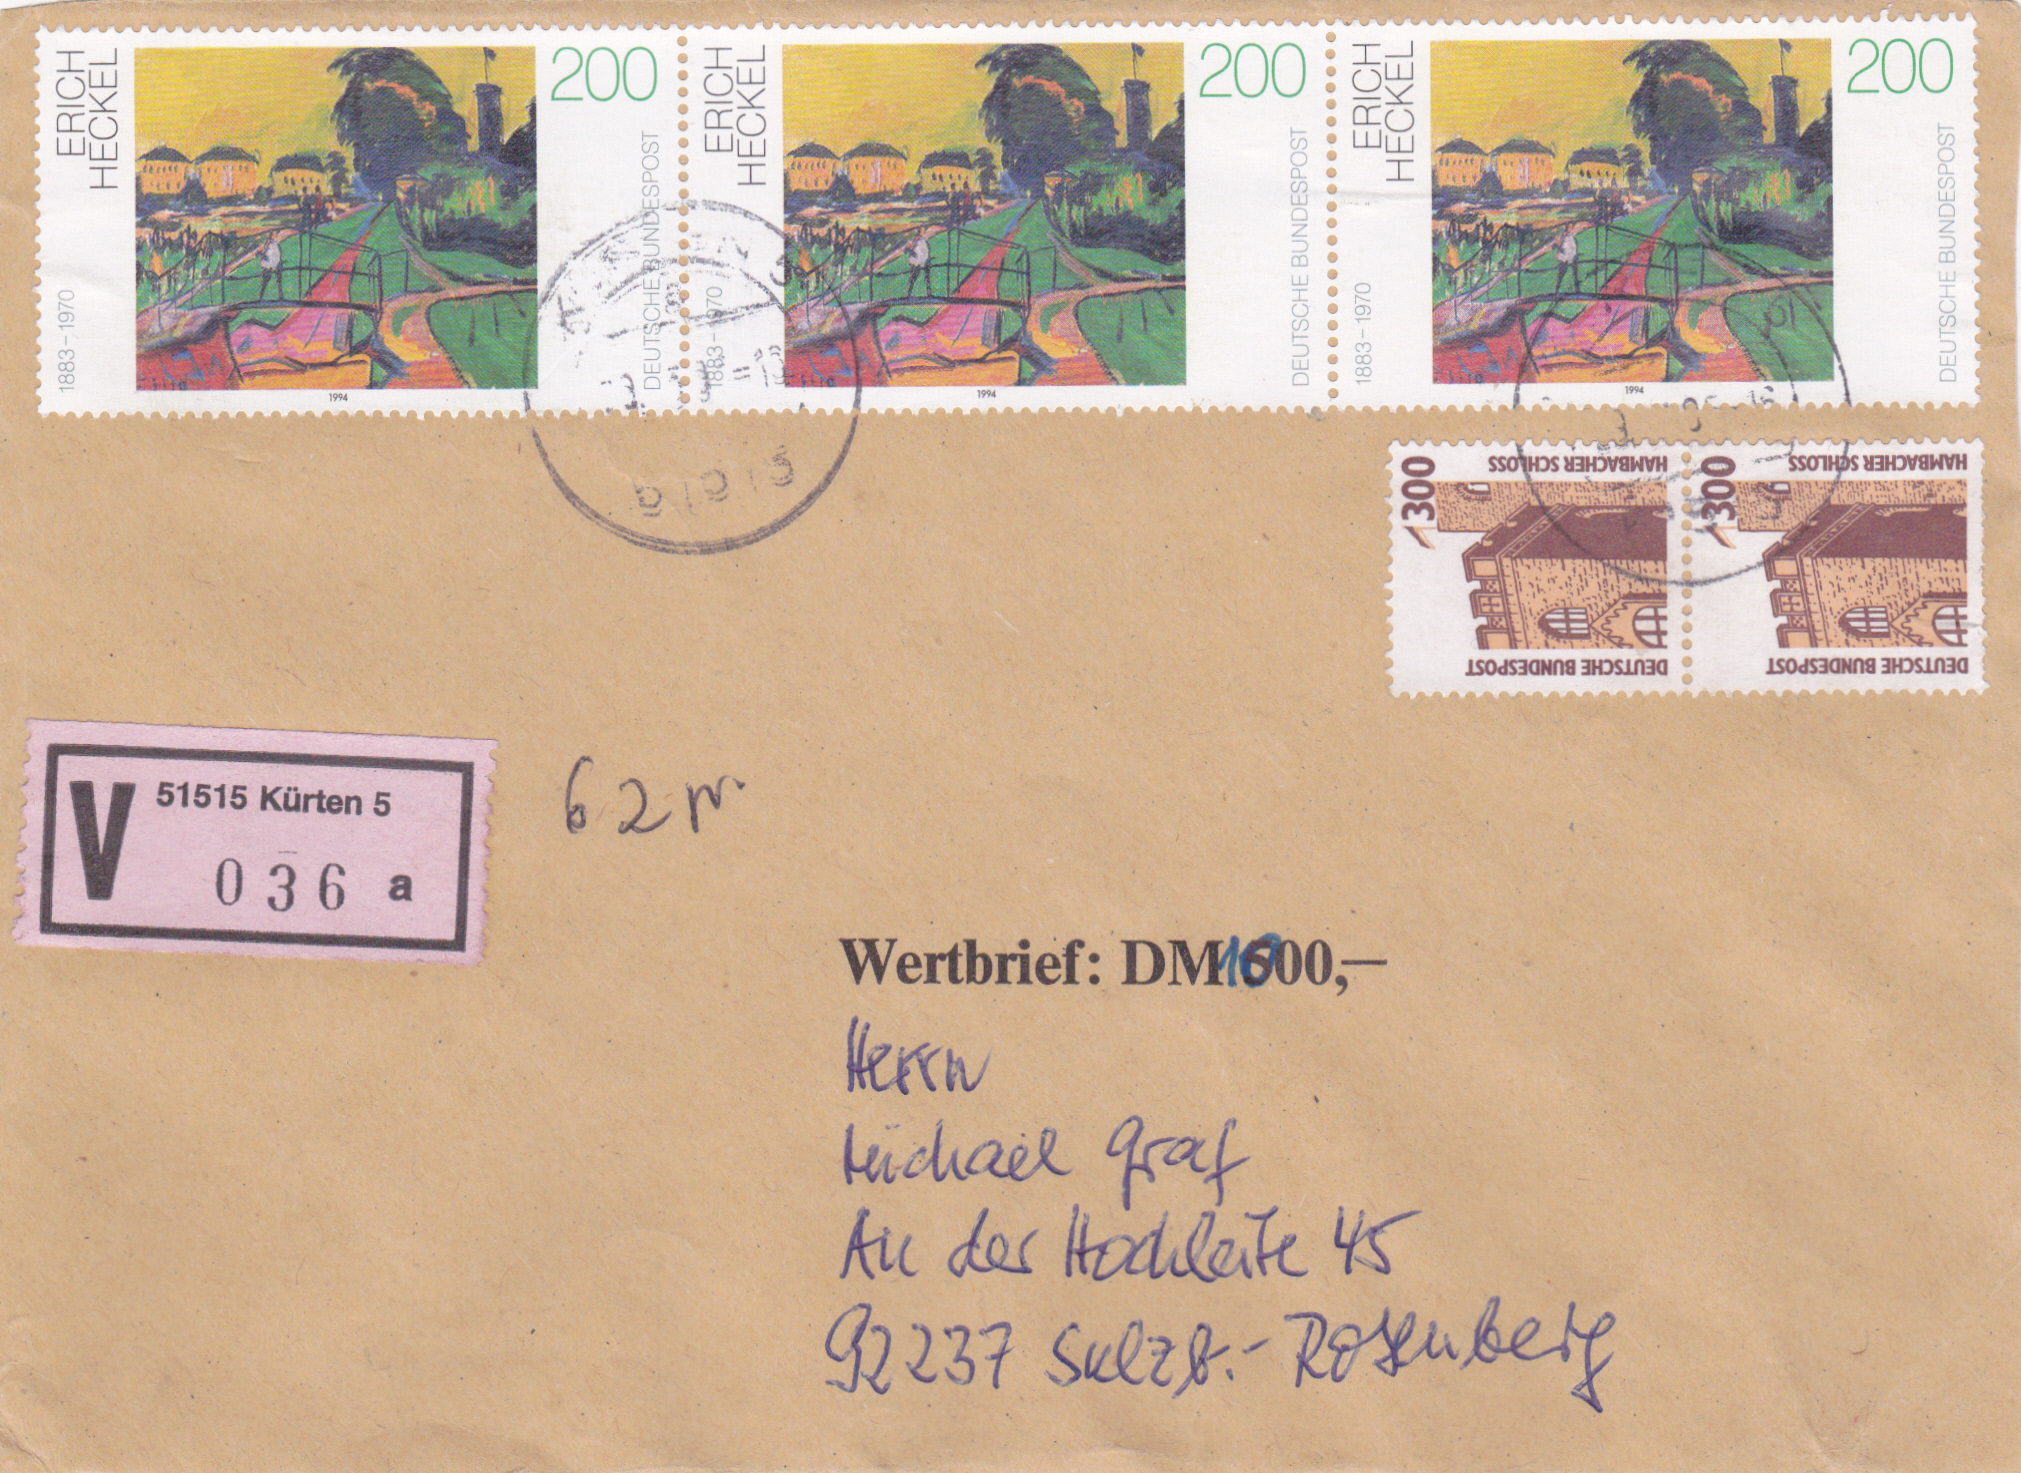 ERICH
HECKEL
200
1883–1970
DEUTSCHE BUNDESPOST
1994
ERICH
HECKEL
200
1883–1970
DEUTSCHE BUNDESPOST
1994
ERICH
HECKEL
200
1883–1970
DEUTSCHE BUNDESPOST
1994
51515
300
HAMBACHER SCHLOSS
DEUTSCHE BUNDESPOST
300
HAMBACHER SCHLOSS
DEUTSCHE BUNDESPOST
V 51515 Kürten 5
036 a
62
Wertbrief: DM 1000,—
Herrn
Michael Graf
An der Hochleite 45
92237 Sulzb.-Rosenberg